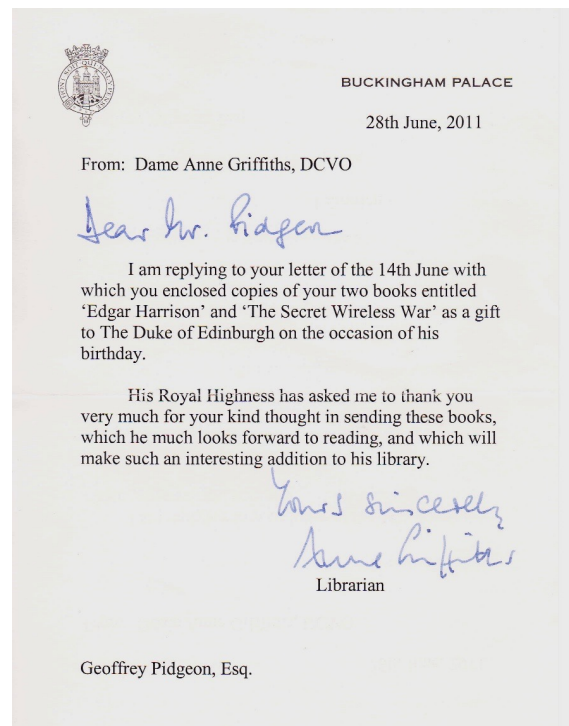 BUCKINGHAM PALACE
28th June, 2011
From: Dame Anne Griffiths, DCVO
Dear Mr. Pidgeon
I am replying to your letter of the 14th June with
which you enclosed copies of your two books entitled
‘Edgar Harrison’ and ‘The Secret Wireless War’ as a gift
to The Duke of Edinburgh on the occasion of his
birthday.
His Royal Highness has asked me to thank you
very much for your kind thought in sending these books,
which he much looks forward to reading, and which will
make such an interesting addition to his library.
Yours sincerely
Anne Griffiths
Librarian
Geoffrey Pidgeon, Esq.